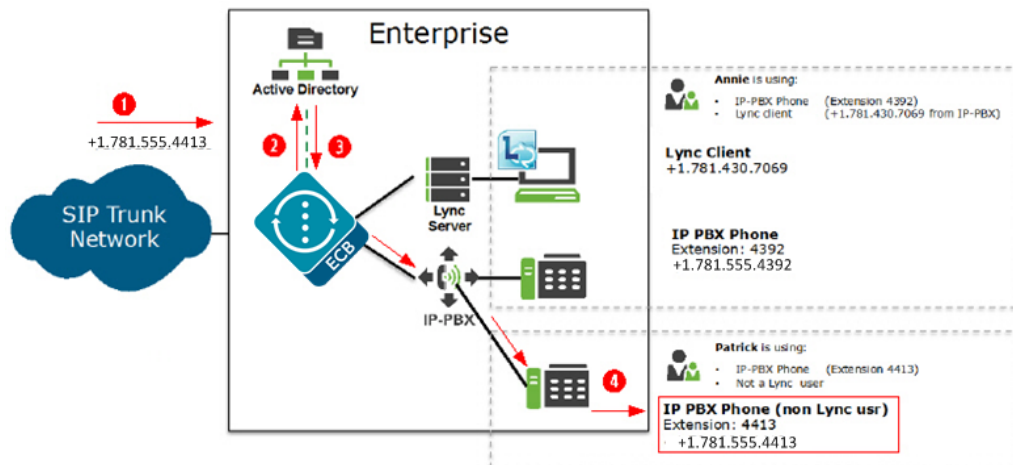 Enterprise
Active Directory
1
+1.781.555.4413
2
3
SIP Trunk
Network
ECB
Lync
Server
L
IP-PBX
Annie is using:
• IP-PBX Phone (Extension 4392)
• Lync client (+1.781.430.7069 from IP-PBX)
Lync Client
+1.781.430.7069
IP PBX Phone
Extension: 4392
+1.781.555.4392
Patrick is using:
• IP-PBX Phone (Extension 4413)
• Not a Lync user
4
IP PBX Phone (non Lync usr)
Extension: 4413
+1.781.555.4413